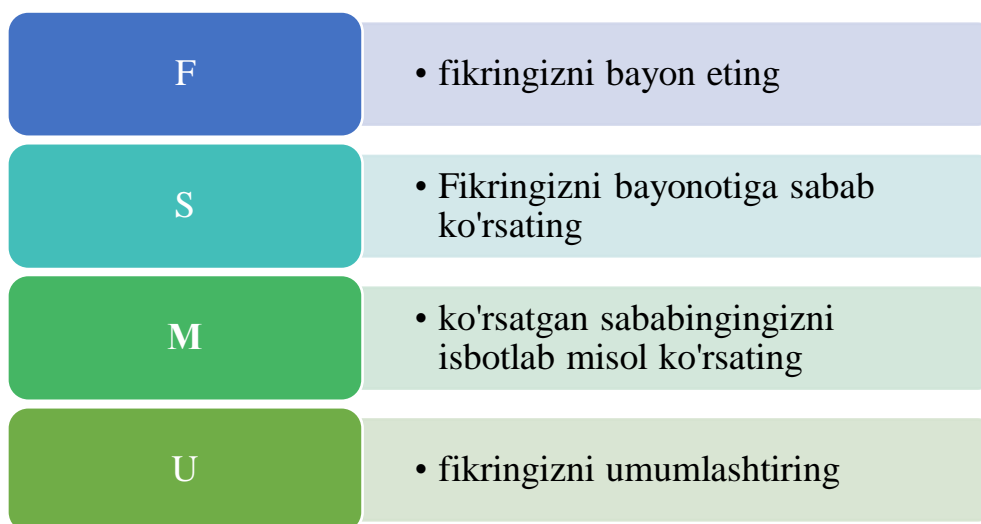 F
• fikringizni bayon eting
S
• Fikringizni bayonotiga sabab
ko'rsating
M
• ko'rsatgan sababingingizni
isbotlab misol ko'rsating
U
• fikringizni umumlashtiring